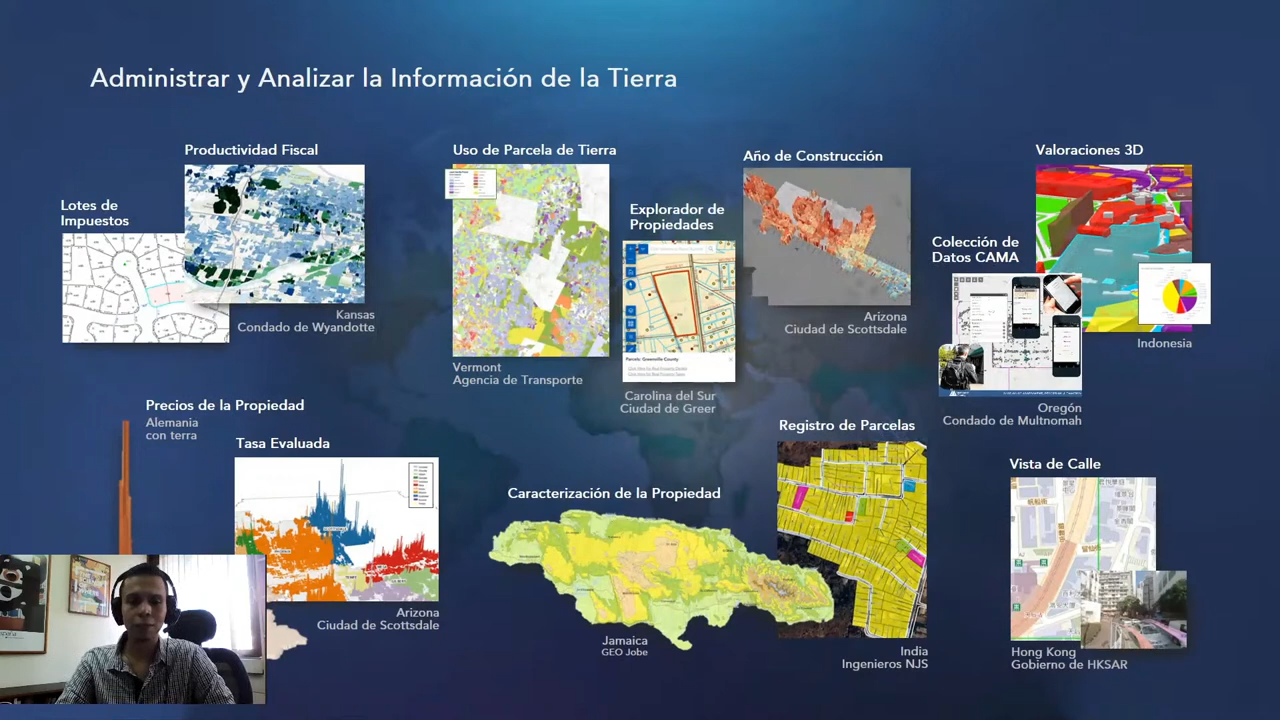 Administrar y Analizar la Información de la Tierra
Lotes de
Impuestos
Productividad Fiscal
Kansas
Condado de Wyandotte
Uso de Parcela de Tierra
Vermont
Agencia de Transporte
Explorador de
Propiedades
Parcels: Greenville County
Carolina del Sur
Ciudad de Greer
Año de Construcción
Arizona
Ciudad de Scottsdale
Colección de
Datos CAMA
Oregón
Condado de Multnomah
Valoraciones 3D
Indonesia
Precios de la Propiedad
Alemania
con terra
Tasa Evaluada
Arizona
Ciudad de Scottsdale
Caracterización de la Propiedad
Jamaica
GEO Jobe
Registro de Parcelas
India
Ingenieros NJS
Vista de Calle
Hong Kong
Gobierno de HKSAR